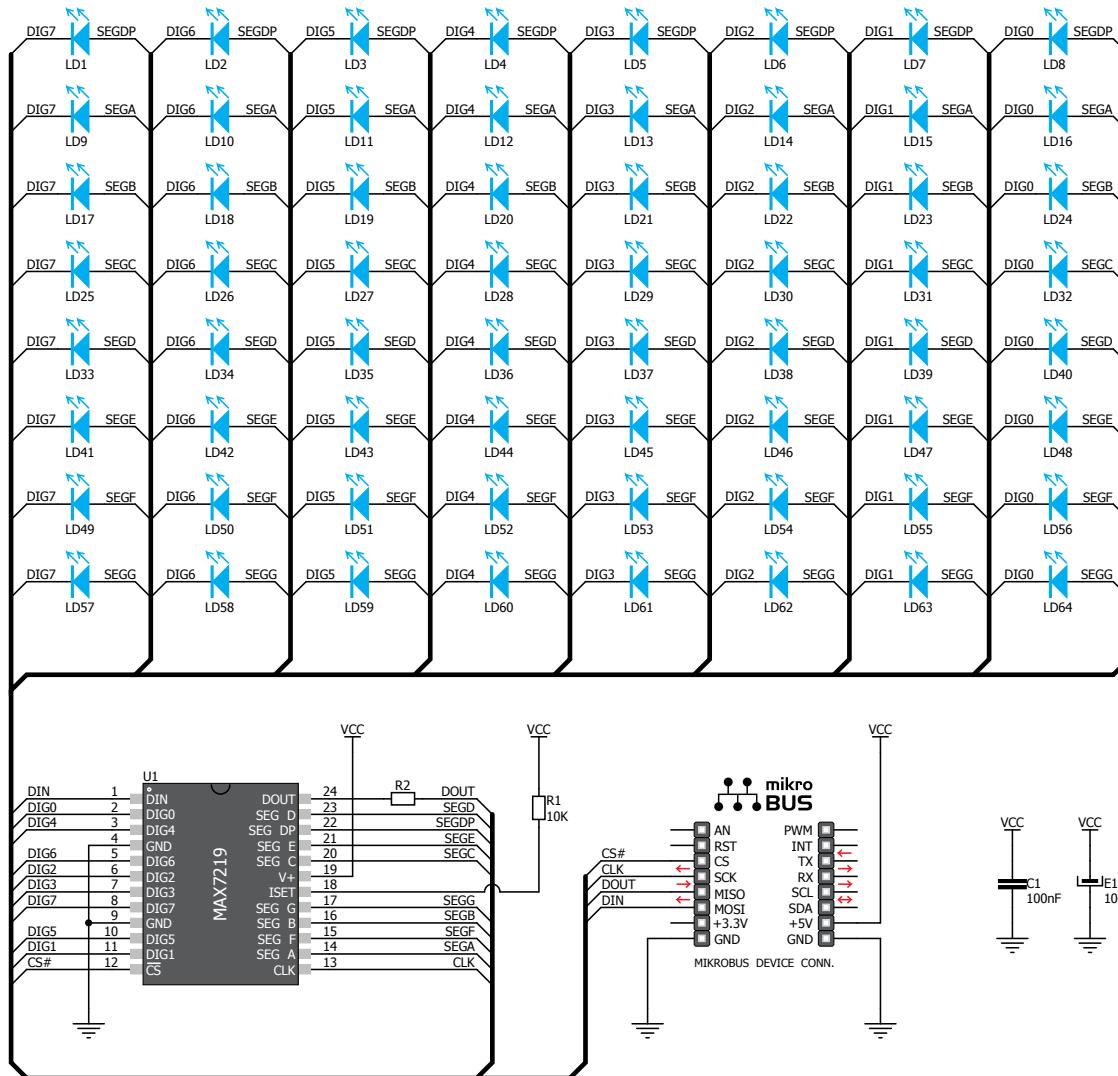 DIG7 SEGDP DIG6 SEGDP DIG5 SEGDP DIG4 SEGDP DIG3 SEGDP DIG2 SEGDP DIG1 SEGDP DIG0 SEGDP
LD1 LD2 LD3 LD4 LD5 LD6 LD7 LD8
DIG7 SEGA DIG6 SEGA DIG5 SEGA DIG4 SEGA DIG3 SEGA DIG2 SEGA DIG1 SEGA DIG0 SEGA
LD9 LD10 LD11 LD12 LD13 LD14 LD15 LD16
DIG7 SEGB DIG6 SEGB DIG5 SEGB DIG4 SEGB DIG3 SEGB DIG2 SEGB DIG1 SEGB DIG0 SEGB
LD17 LD18 LD19 LD20 LD21 LD22 LD23 LD24
DIG7 SEGC DIG6 SEGC DIG5 SEGC DIG4 SEGC DIG3 SEGC DIG2 SEGC DIG1 SEGC DIG0 SEGC
LD25 LD26 LD27 LD28 LD29 LD30 LD31 LD32
DIG7 SEGD DIG6 SEGD DIG5 SEGD DIG4 SEGD DIG3 SEGD DIG2 SEGD DIG1 SEGD DIG0 SEGD
LD33 LD34 LD35 LD36 LD37 LD38 LD39 LD40
DIG7 SEGE DIG6 SEGE DIG5 SEGE DIG4 SEGE DIG3 SEGE DIG2 SEGE DIG1 SEGE DIG0 SEGE
LD41 LD42 LD43 LD44 LD45 LD46 LD47 LD48
DIG7 SEGF DIG6 SEGF DIG5 SEGF DIG4 SEGF DIG3 SEGF DIG2 SEGF DIG1 SEGF DIG0 SEGF
LD49 LD50 LD51 LD52 LD53 LD54 LD55 LD56
DIG7 SEGG DIG6 SEGG DIG5 SEGG DIG4 SEGG DIG3 SEGG DIG2 SEGG DIG1 SEGG DIG0 SEGG
LD57 LD58 LD59 LD60 LD61 LD62 LD63 LD64
VCC VCC VCC
U1
MAX7219
DIN 1 DIN DOUT 24 R2 DOUT
DIG0 2 DIG0 SEG D 23 SEGD
DIG4 3 DIG4 SEG DP 22 SEGDP
4 GND SEG E 21 SEGE
DIG6 5 DIG6 SEG C 20 SEGC
DIG2 6 DIG2 V+ 19
DIG3 7 DIG3 ISET 18
DIG7 8 DIG7 SEG G 17 SEGG
9 GND SEG B 16 SEGB
DIG5 10 DIG5 SEG F 15 SEGF
DIG1 11 DIG1 SEG A 14 SEGA
CS# 12 CS CLK 13 CLK
R1
10K
mikro
BUS
AN PWM
RST INT
CS# CS TX
CLK SCK RX
DOUT MISO SCL
DIN MOSI SDA
+3.3V +5V
GND GND
MIKROBUS DEVICE CONN.
VCC VCC
C1 E1
100nF 10